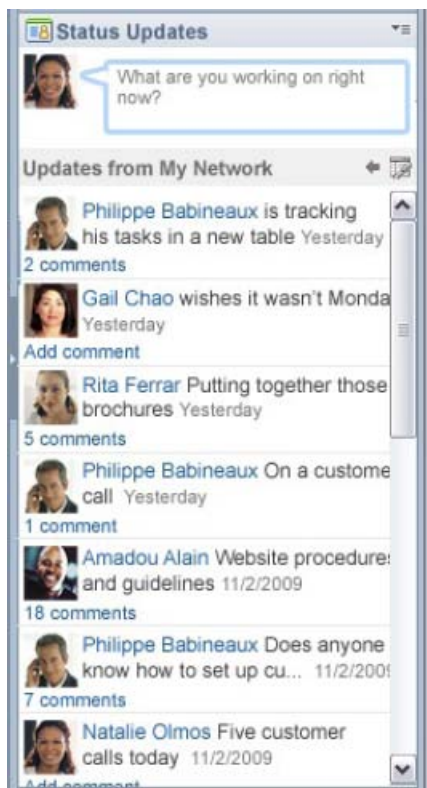 Status Updates
What are you working on right
now?
Updates from My Network
Philippe Babineaux is tracking
his tasks in a new table Yesterday
2 comments
Gail Chao wishes it wasn't Monda
Yesterday
Add comment
Rita Ferrar Putting together those
brochures Yesterday
5 comments
Philippe Babineaux On a custome
call Yesterday
1 comment
Amadou Alain Website procedures
and guidelines 11/2/2009
18 comments
Philippe Babineaux Does anyone
know how to set up cu... 11/2/2009
7 comments
Natalie Olmos Five customer
calls today 11/2/2009
Add comment